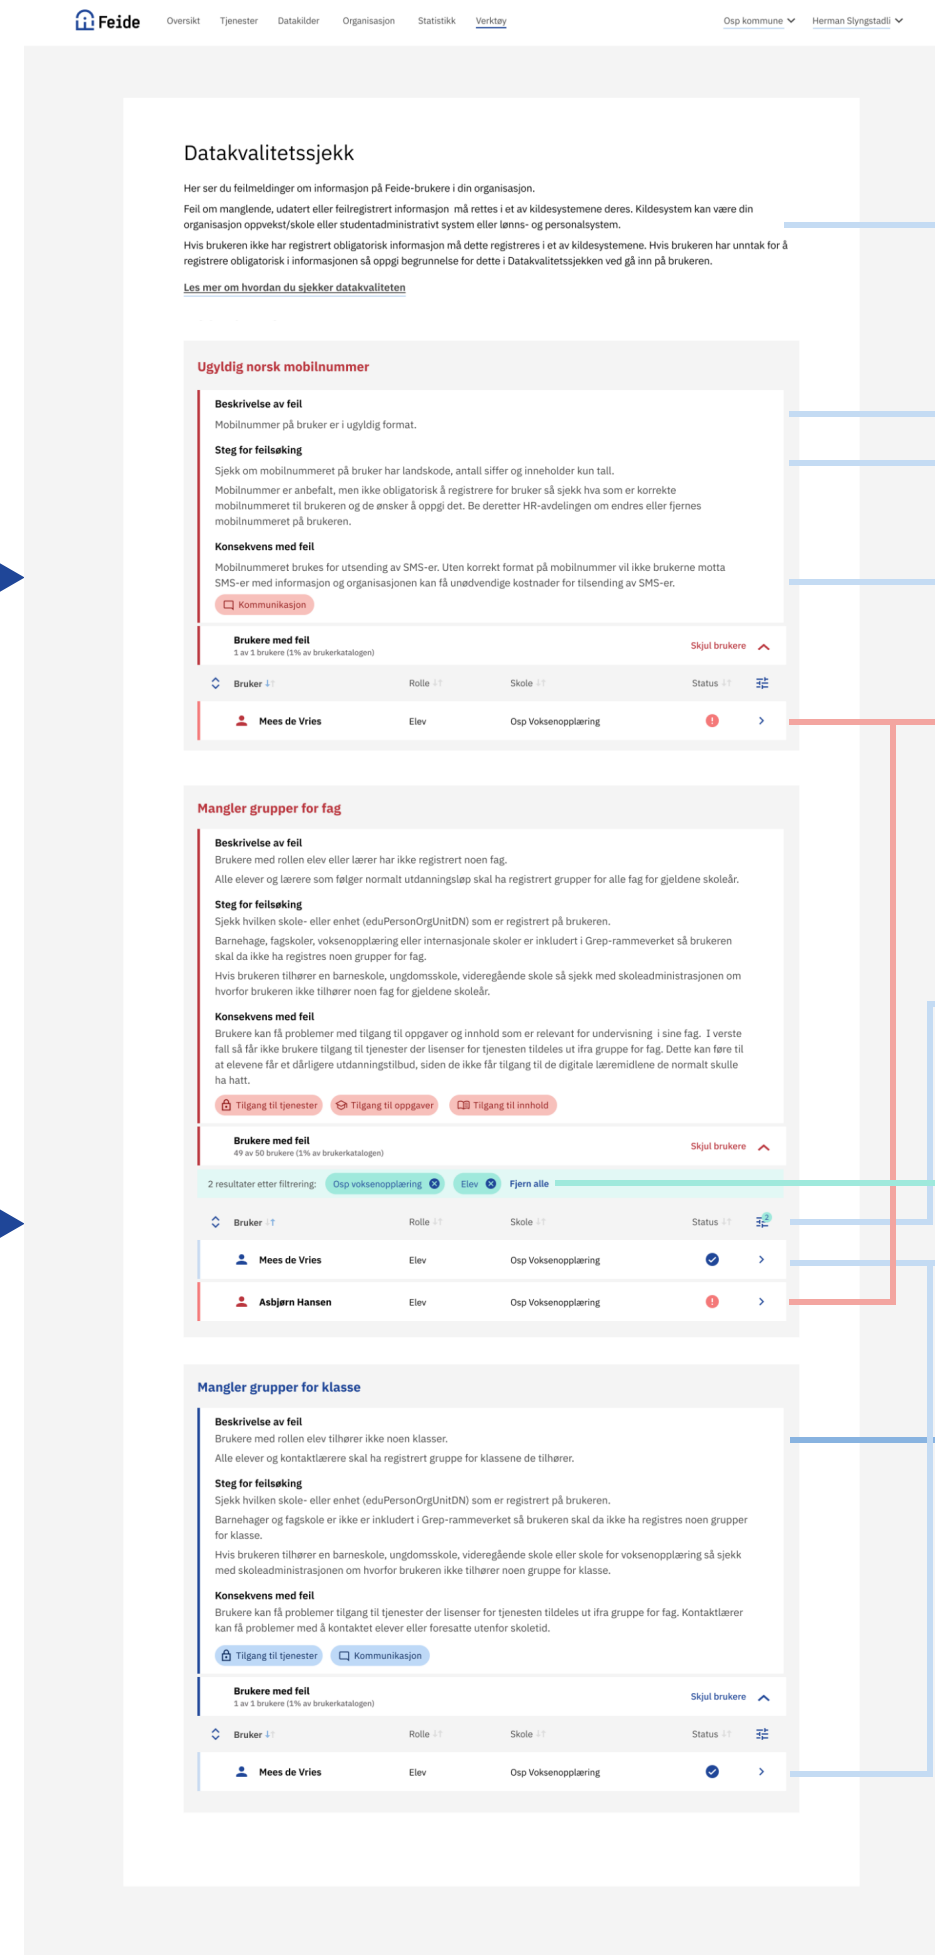 Feide
Oversikt Tjenester Datakilder Organisasjon Statistikk Verktøy Osp kommune Herman Slyngstadli
Datakvalitetssjekk
Her ser du feilmeldinger om informasjon på Feide-brukere i din organisasjon.
Feil om manglende, udatert eller feilregistrert informasjon må rettes i et av kildesystemene deres. Kildesystem kan være din
organisasjon oppvekst/skole eller studentadministrativt system eller lønns- og personalsystem.
Hvis brukeren ikke har registrert obligatorisk informasjon må dette registreres i et av kildesystemene. Hvis brukeren har unntak for å
registrere obligatorisk i informasjonen så oppgi begrunnelse for dette i Datakvalitetssjekken ved gå inn på brukeren.
Les mer om hvordan du sjekker datakvaliteten
Ugyldig norsk mobilnummer
Beskrivelse av feil
Mobilnummer på bruker er i ugyldig format.
Steg for feilsøking
Sjekk om mobilnummeret på bruker har landskode, antall siffer og inneholder kun tall.
Mobilnummer er anbefalt, men ikke obligatorisk å registrere for bruker så sjekk hva som er korrekte
mobilnummeret til brukeren og de ønsker å oppgi det. Be deretter HR-avdelingen om endres eller fjernes
mobilnummeret på brukeren.
Konsekvens med feil
Mobilnummeret brukes for utsending av SMS-er. Uten korrekt format på mobilnummer vil ikke brukerne motta
SMS-er med informasjon og organisasjonen kan få unødvendige kostnader for tilsending av SMS-er.
Kommunikasjon
Brukere med feil
1 av 1 brukere (1% av brukerkatalogen)
Skjul brukere
Bruker Rolle Skole Status
Mees de Vries Elev Osp Voksenopplæring
Mangler grupper for fag
Beskrivelse av feil
Brukere med rollen elev eller lærer har ikke registrert noen fag.
Alle elever og lærere som følger normalt utdanningsløp skal ha registrert grupper for alle fag for gjeldene skoleår.
Steg for feilsøking
Sjekk hvilken skole- eller enhet (eduPersonOrgUnitDN) som er registrert på brukeren.
Barnehage, fagskoler, voksenopplæring eller internasjonale skoler er inkludert i Grep-rammeverket så brukeren
skal da ikke ha registres noen grupper for fag.
Hvis brukeren tilhører en barneskole, ungdomsskole, videregående skole så sjekk med skoleadministrasjonen om
hvorfor brukeren ikke tilhører noen fag for gjeldene skoleår.
Konsekvens med feil
Brukere kan få problemer med tilgang til oppgaver og innhold som er relevant for undervisning i sine fag. I verste
fall så får ikke brukere tilgang til tjenester der lisenser for tjenesten tildeles ut ifra gruppe for fag. Dette kan føre til
at elevene får et dårligere utdanningstilbud, siden de ikke får tilgang til de digitale læremidlene de normalt skulle
ha hatt.
Tilgang til tjenester Tilgang til oppgaver Tilgang til innhold
Brukere med feil
49 av 50 brukere (1% av brukerkatalogen)
Skjul brukere
2 resultater etter filtrering: Osp voksenopplæring Elev Fjern alle
Bruker Rolle Skole Status 2
Mees de Vries Elev Osp Voksenopplæring
Asbjørn Hansen Elev Osp Voksenopplæring
Mangler grupper for klasse
Beskrivelse av feil
Brukere med rollen elev tilhører ikke noen klasser.
Alle elever og kontaktlærere skal ha registrert gruppe for klassene de tilhører.
Steg for feilsøking
Sjekk hvilken skole- eller enhet (eduPersonOrgUnitDN) som er registrert på brukeren.
Barnehager og fagskole er ikke er inkludert i Grep-rammeverket så brukeren skal da ikke ha registres noen grupper
for klasse.
Hvis brukeren tilhører en barneskole, ungdomsskole, videregående skole eller skole for voksenopplæring så sjekk
med skoleadministrasjonen om hvorfor brukeren ikke tilhører noen gruppe for klasse.
Konsekvens med feil
Brukere kan få problemer tilgang til tjenester der lisenser for tjenesten tildeles ut ifra gruppe for fag. Kontaktlærer
kan få problemer med å kontaktet elever eller foresatte utenfor skoletid.
Tilgang til tjenester Kommunikasjon
Brukere med feil
1 av 1 brukere (1% av brukerkatalogen)
Skjul brukere
Bruker Rolle Skole Status
Mees de Vries Elev Osp Voksenopplæring